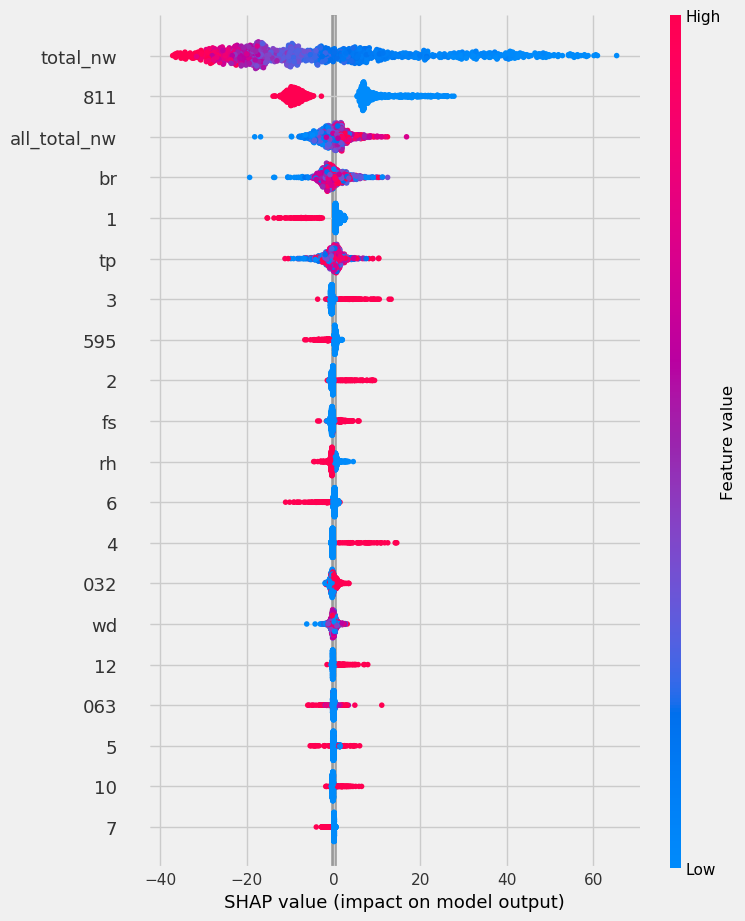 High
total_nw
811
all_total_nw
br
1
tp
3
595
2
fs
rh
6
4
032
wd
12
063
5
10
7
Feature value
Low
−40 −20 0 20 40 60
SHAP value (impact on model output)